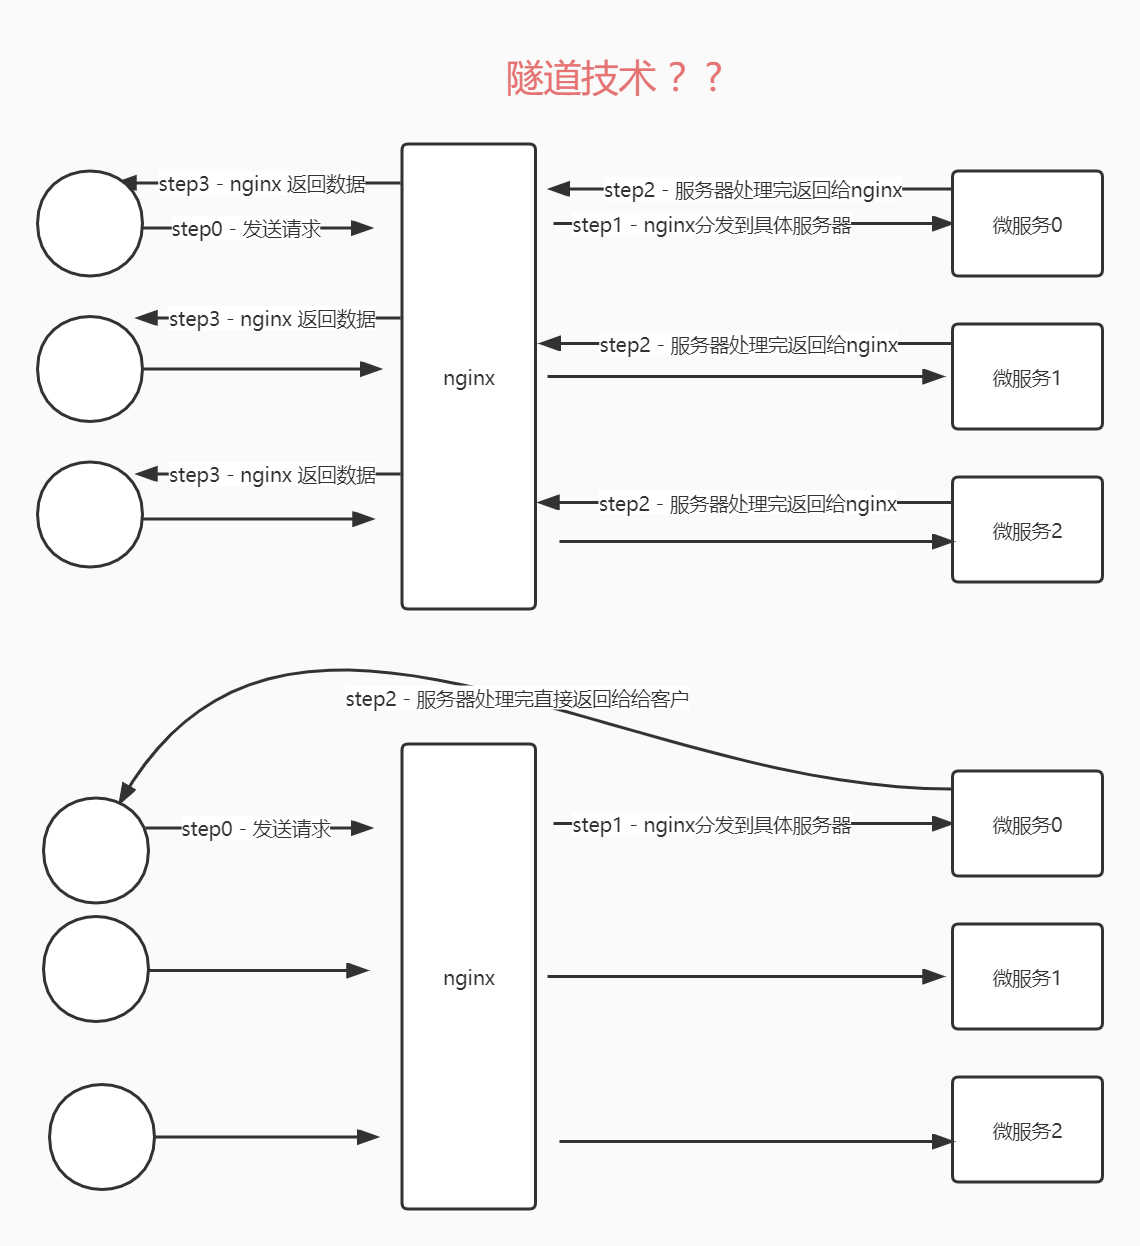 隧道技术？？
step3 - nginx 返回数据
step2 - 服务器处理完返回给nginx
step0 - 发送请求
step1 - nginx分发到具体服务器
微服务0
step3 - nginx 返回数据
step2 - 服务器处理完返回给nginx
nginx
微服务1
step3 - nginx 返回数据
step2 - 服务器处理完返回给nginx
微服务2
step2 - 服务器处理完直接返回给给客户
step0 - 发送请求
step1 - nginx分发到具体服务器
微服务0
nginx
微服务1
微服务2